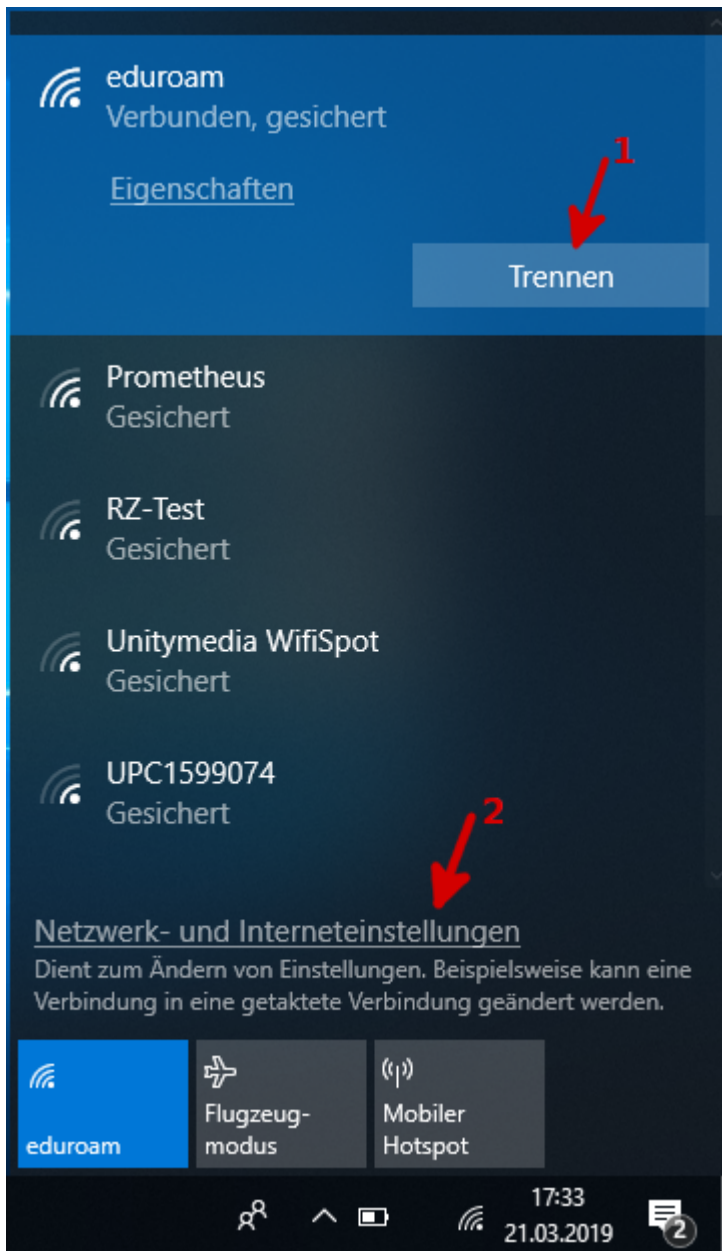 eduroam
Verbunden, gesichert
1
Eigenschaften
Trennen
Prometheus
Gesichert
RZ-Test
Gesichert
Unitymedia WifiSpot
Gesichert
UPC1599074
Gesichert
2
Netzwerk- und Interneteinstellungen
Dient zum Ändern von Einstellungen. Beispielsweise kann eine
Verbindung in eine getaktete Verbindung geändert werden.
eduroam
Flugzeug-
modus
Mobiler
Hotspot
17:33
21.03.2019
2